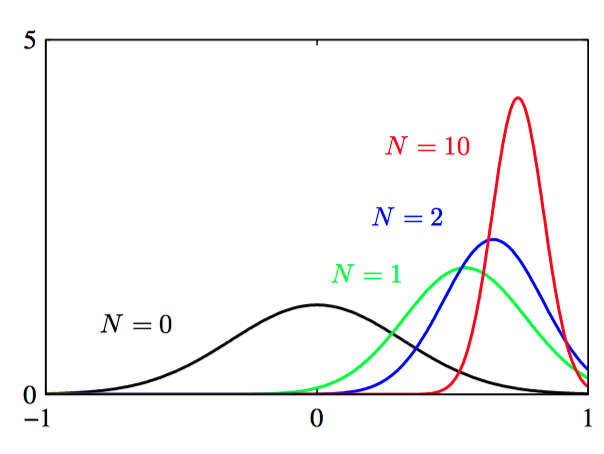 5
N = 10
N = 2
N = 1
N = 0
0
−1
0
1